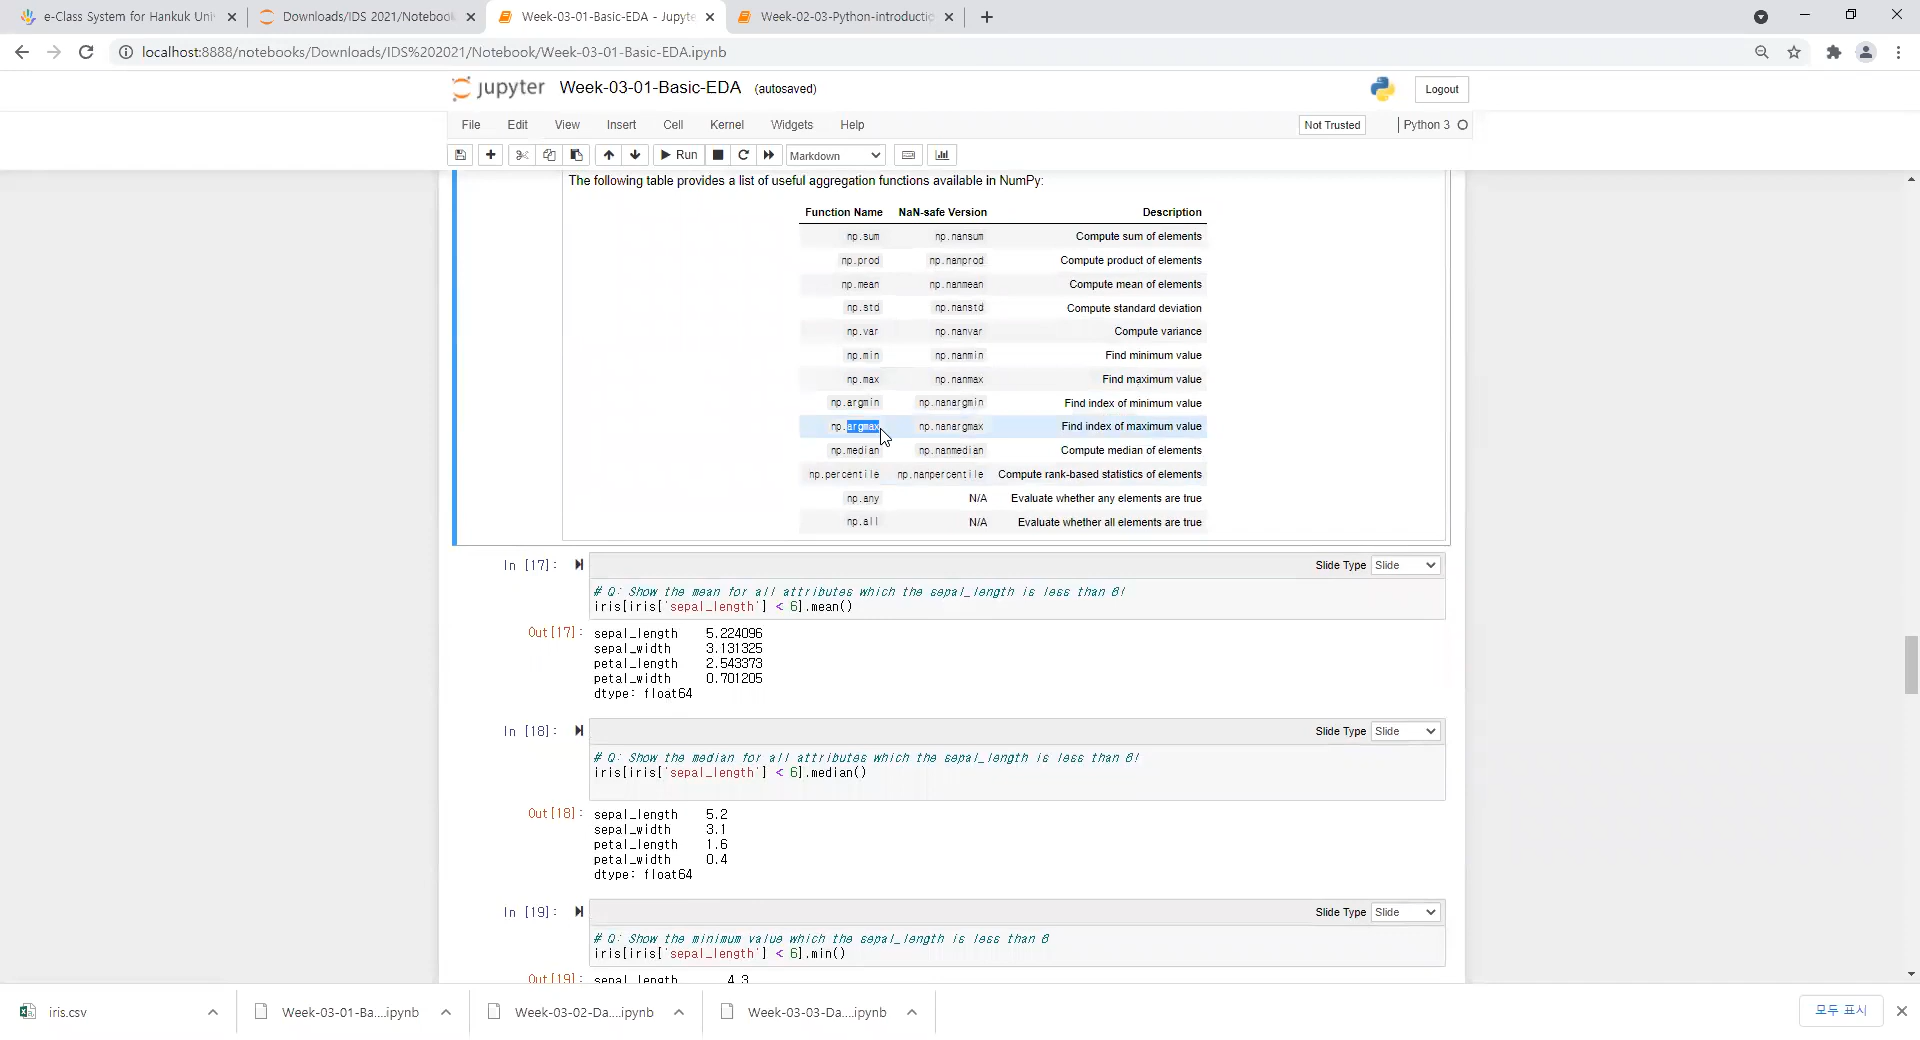 e-Class System for Hankuk Uni
Downloads/IDS 2021/Notebook
Week-03-01-Basic-EDA - Jupyte
Week-02-03-Python-introductio
localhost:8888/notebooks/Downloads/IDS%202021/Notebook/Week-03-01-Basic-EDA.ipynb
jupyter Week-03-01-Basic-EDA (autosaved)
Logout
File Edit View Insert Cell Kernel Widgets Help
Not Trusted
Python 3
Run
Markdown
The following table provides a list of useful aggregation functions available in NumPy:
Function Name NaN-safe Version Description
np.sum np.nansum Compute sum of elements
np.prod np.nanprod Compute product of elements
np.mean np.nanmean Compute mean of elements
np.std np.nanstd Compute standard deviation
np.var np.nanvar Compute variance
np.min np.nanmin Find minimum value
np.max np.nanmax Find maximum value
np.argmin np.nanargmin Find index of minimum value
np.argmax np.nanargmax Find index of maximum value
np.median np.nanmedian Compute median of elements
np.percentile np.nanpercentile Compute rank-based statistics of elements
np.any N/A Evaluate whether any elements are true
np.all N/A Evaluate whether all elements are true
In [17]:
Slide Type Slide
# Q: Show the mean for all attributes which the sepal_length is less than 6!
iris[iris['sepal_length'] < 6].mean()
Out[17]: sepal_length 5.224096
sepal_width 3.131325
petal_length 2.543373
petal_width 0.701205
dtype: float64
In [18]:
Slide Type Slide
# Q: Show the median for all attributes which the sepal_length is less than 6!
iris[iris['sepal_length'] < 6].median()
Out[18]: sepal_length 5.2
sepal_width 3.1
petal_length 1.6
petal_width 0.4
dtype: float64
In [19]:
Slide Type Slide
# Q: Show the minimum value which the sepal_length is less than 6
iris[iris['sepal_length'] < 6].min()
Out[19]: sepal_length 4.3
iris.csv
Week-03-01-Ba....ipynb
Week-03-02-Da....ipynb
Week-03-03-Da....ipynb
모두 표시